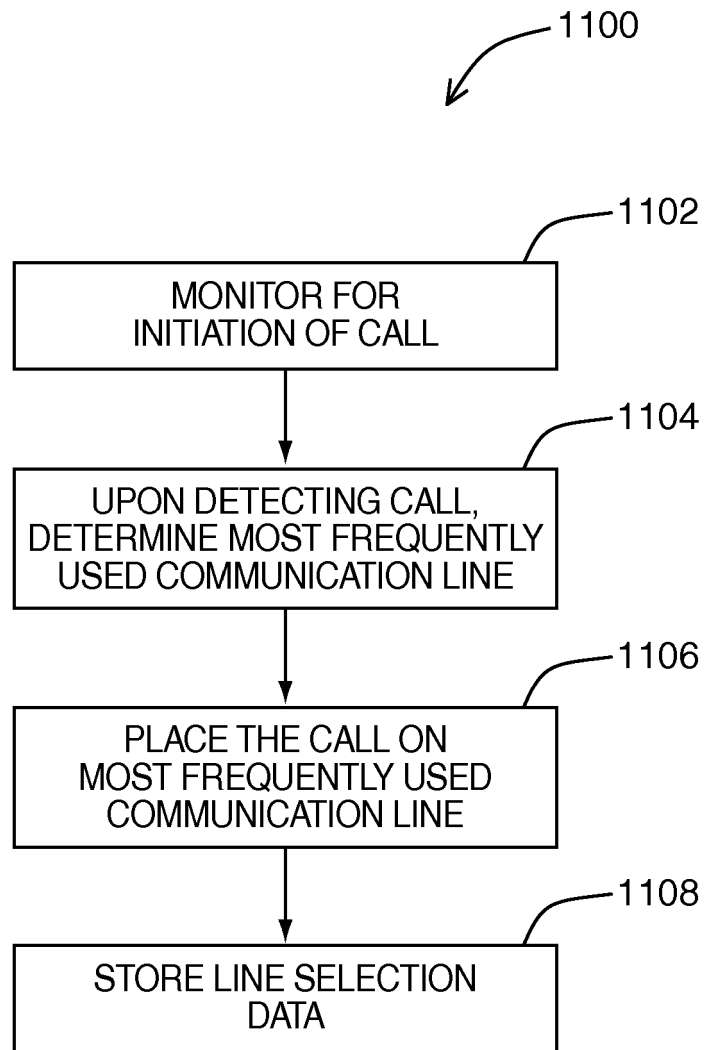 1100
1102
MONITOR FOR
INITIATION OF CALL
1104
UPON DETECTING CALL,
DETERMINE MOST FREQUENTLY
USED COMMUNICATION LINE
1106
PLACE THE CALL ON
MOST FREQUENTLY USED
COMMUNICATION LINE
1108
STORE LINE SELECTION
DATA